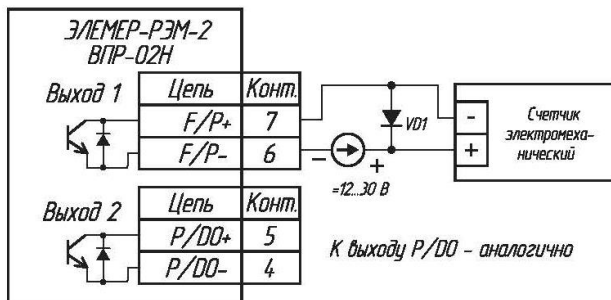 ЭЛЕМЕР-РЭМ-2
ВПР-02Н
Выход 1
Цепь Конт.
F/P+ 7
F/P- 6
VD1
- +
=12...30 В
-
+
Счетчик
электромеха-
нический
Выход 2
Цепь Конт.
P/DO+ 5
P/DO- 4
К выходу P/DO - аналогично